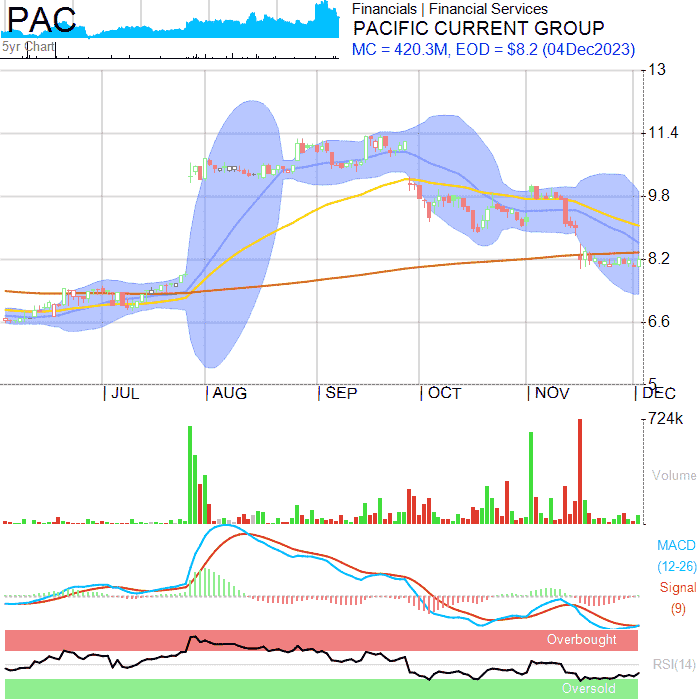 PAC
Financials | Financial Services
PACIFIC CURRENT GROUP
MC = 420.3M, EOD = $8.2 (04Dec2023)
5yr Chart
13
11.4
9.8
8.2
6.6
5
JUL AUG SEP OCT NOV DEC
724k
Volume
MACD
(12-26)
Signal
(9)
Overbought
RSI(14)
Oversold